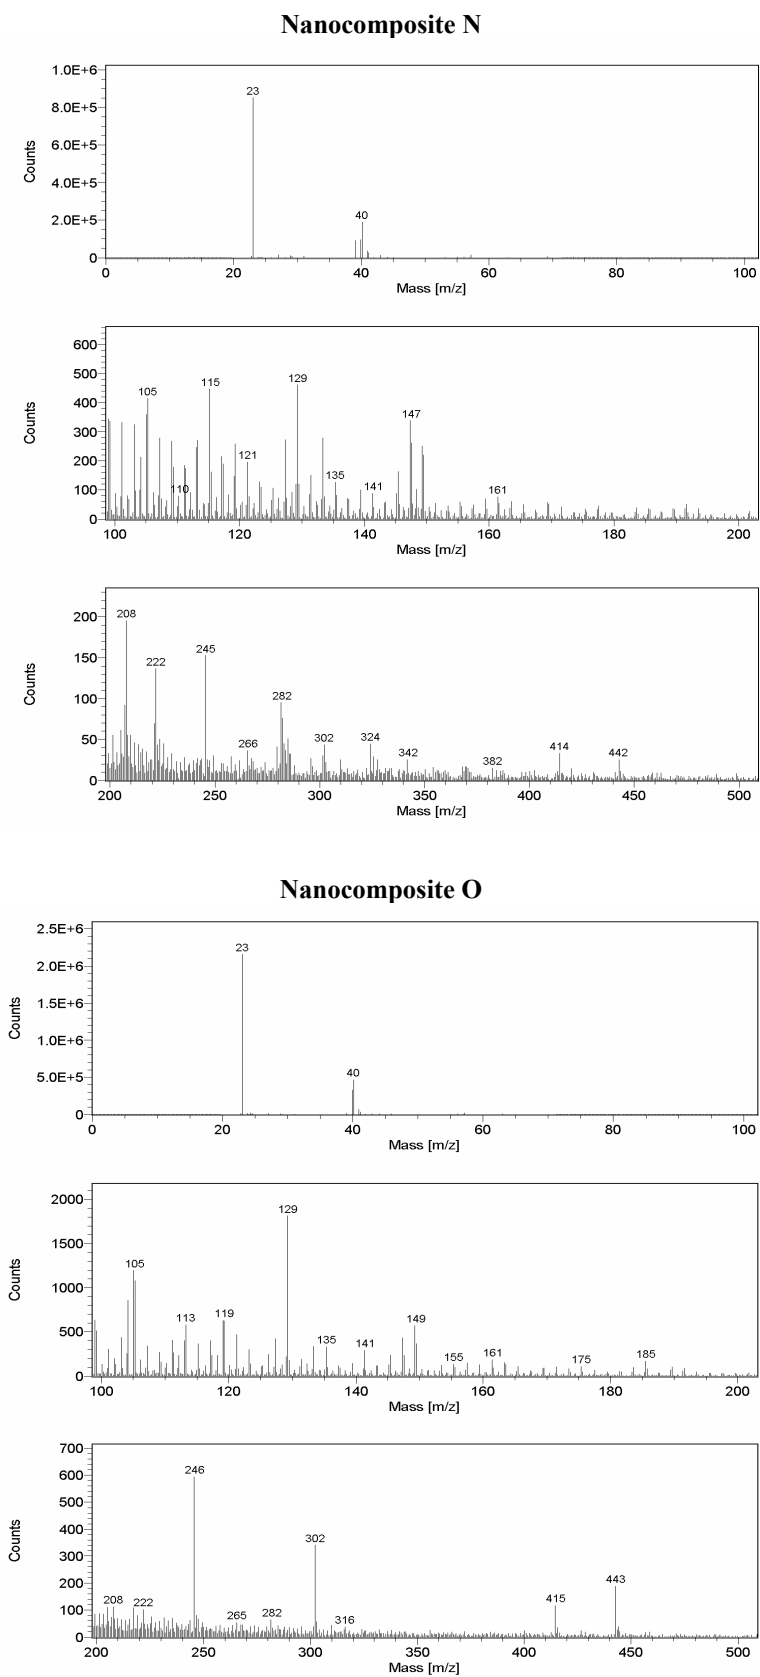 Nanocomposite N
1.0E+6
8.0E+5
6.0E+5
4.0E+5
2.0E+5
0
Counts
23
40
0 20 40 60 80 100
Mass [m/z]
600
500
400
300
200
100
0
Counts
105
110
115
121
129
135
141
147
161
100 120 140 160 180 200
Mass [m/z]
200
150
100
50
0
Counts
208
222
245
266
282
302
324
342
382
414
442
200 250 300 350 400 450 500
Mass [m/z]
Nanocomposite O
2.5E+6
2.0E+6
1.5E+6
1.0E+6
5.0E+5
0
Counts
23
40
0 20 40 60 80 100
Mass [m/z]
2000
1500
1000
500
0
Counts
105
113
119
129
135
141
149
155
161
175
185
100 120 140 160 180 200
Mass [m/z]
700
600
500
400
300
200
100
0
Counts
208
222
246
265
282
302
316
415
443
200 250 300 350 400 450 500
Mass [m/z]